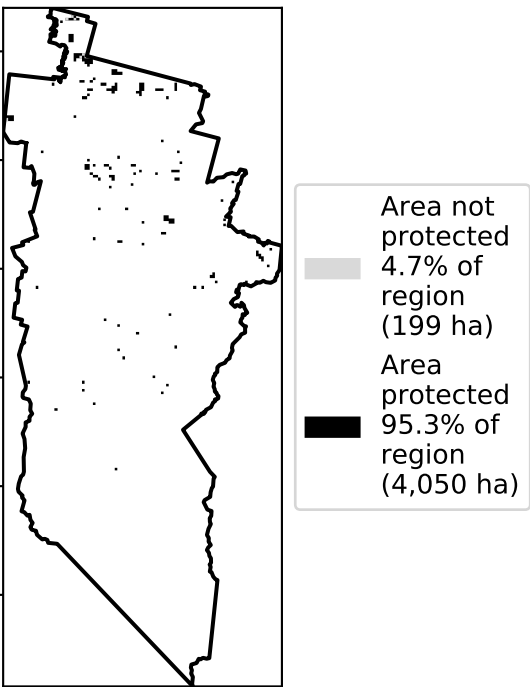 Area not
protected
4.7% of
region
(199 ha)
Area
protected
95.3% of
region
(4,050 ha)